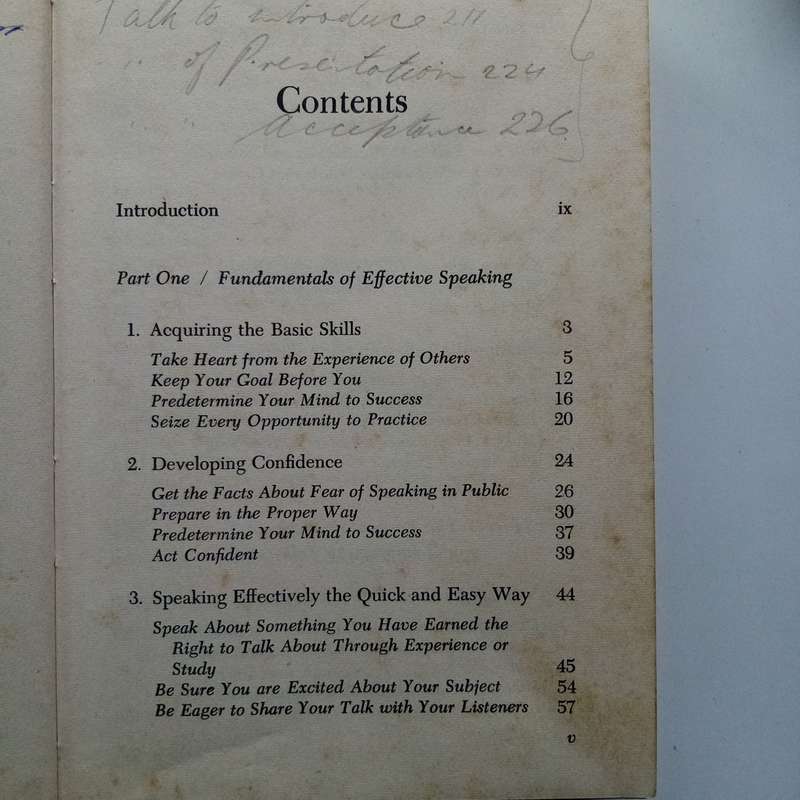 Talk to introduce 211
" of Presentation 224
" " Acceptance 226
Contents
Introduction ix
Part One / Fundamentals of Effective Speaking
1. Acquiring the Basic Skills 3
Take Heart from the Experience of Others 5
Keep Your Goal Before You 12
Predetermine Your Mind to Success 16
Seize Every Opportunity to Practice 20
2. Developing Confidence 24
Get the Facts About Fear of Speaking in Public 26
Prepare in the Proper Way 30
Predetermine Your Mind to Success 37
Act Confident 39
3. Speaking Effectively the Quick and Easy Way 44
Speak About Something You Have Earned the
Right to Talk About Through Experience or
Study 45
Be Sure You are Excited About Your Subject 54
Be Eager to Share Your Talk with Your Listeners 57
v